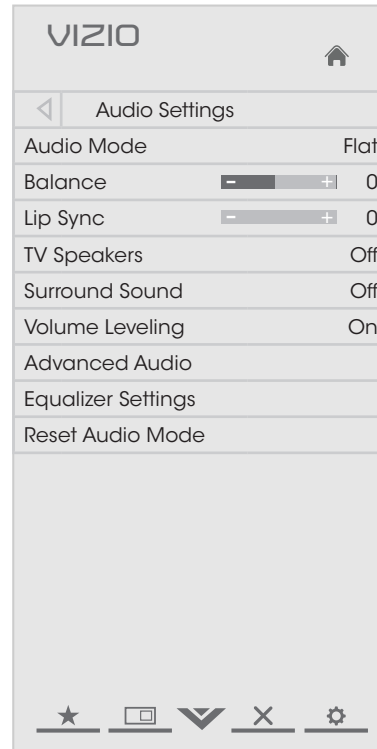 VIZIO
Audio Settings
Audio Mode Flat
Balance - + 0
Lip Sync - + 0
TV Speakers Off
Surround Sound Off
Volume Leveling On
Advanced Audio
Equalizer Settings
Reset Audio Mode